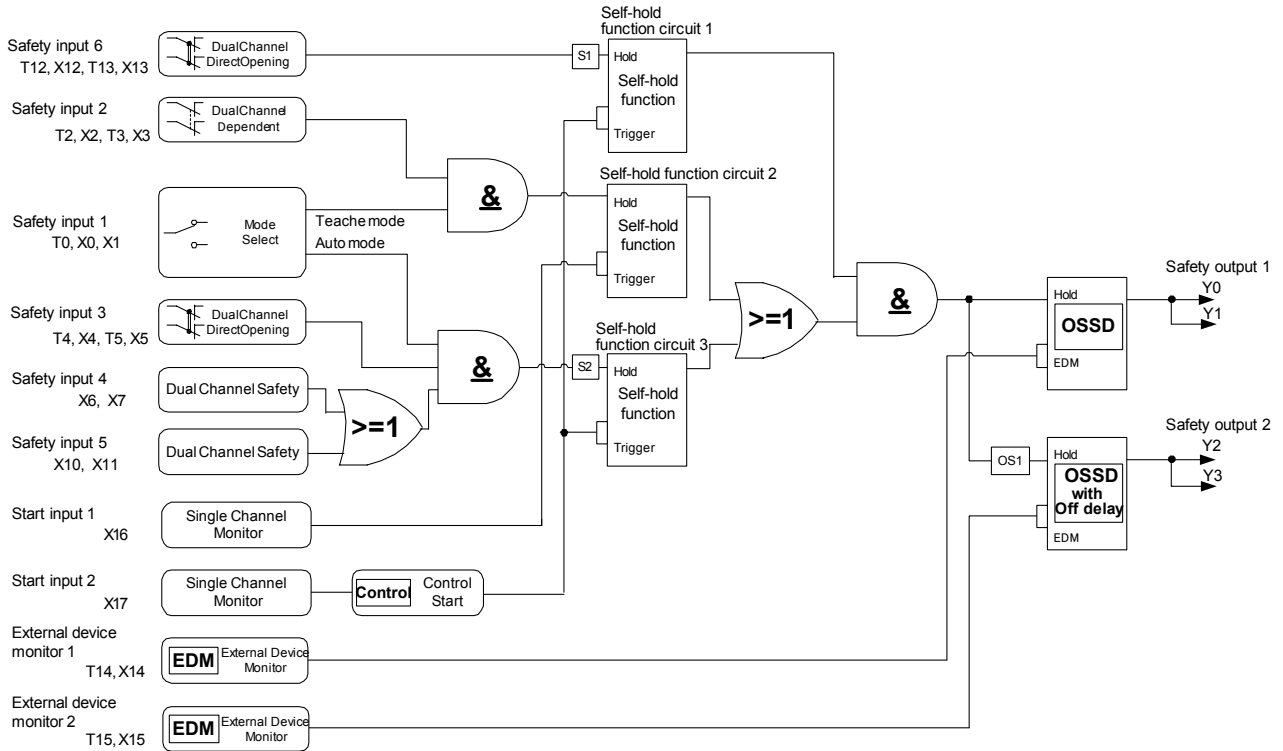 Self-hold
function circuit 1
Safety input 6
T12, X12, T13, X13
DualChannel
DirectOpening
S1
Hold
Self-hold
function
Trigger
Safety input 2
T2, X2, T3, X3
DualChannel
Dependent
&
Self-hold function circuit 2
Hold
Self-hold
function
Trigger
Safety input 1
T0, X0, X1
Mode
Select
Teache mode
Auto mode
Safety input 3
T4, X4, T5, X5
DualChannel
DirectOpening
&
S2
Self-hold
function circuit 3
Hold
Self-hold
function
Trigger
>=1
&
Safety input 4
X6, X7
Dual Channel Safety
>=1
Safety input 5
X10, X11
Dual Channel Safety
Hold
OSSD
EDM
Safety output 1
Y0
Y1
OS1
Hold
OSSD
with
Off delay
EDM
Safety output 2
Y2
Y3
Start input 1
X16
Single Channel
Monitor
Start input 2
X17
Single Channel
Monitor
Control
Control
Start
External device
monitor 1
T14, X14
EDM
External Device
Monitor
External device
monitor 2
T15, X15
EDM
External Device
Monitor